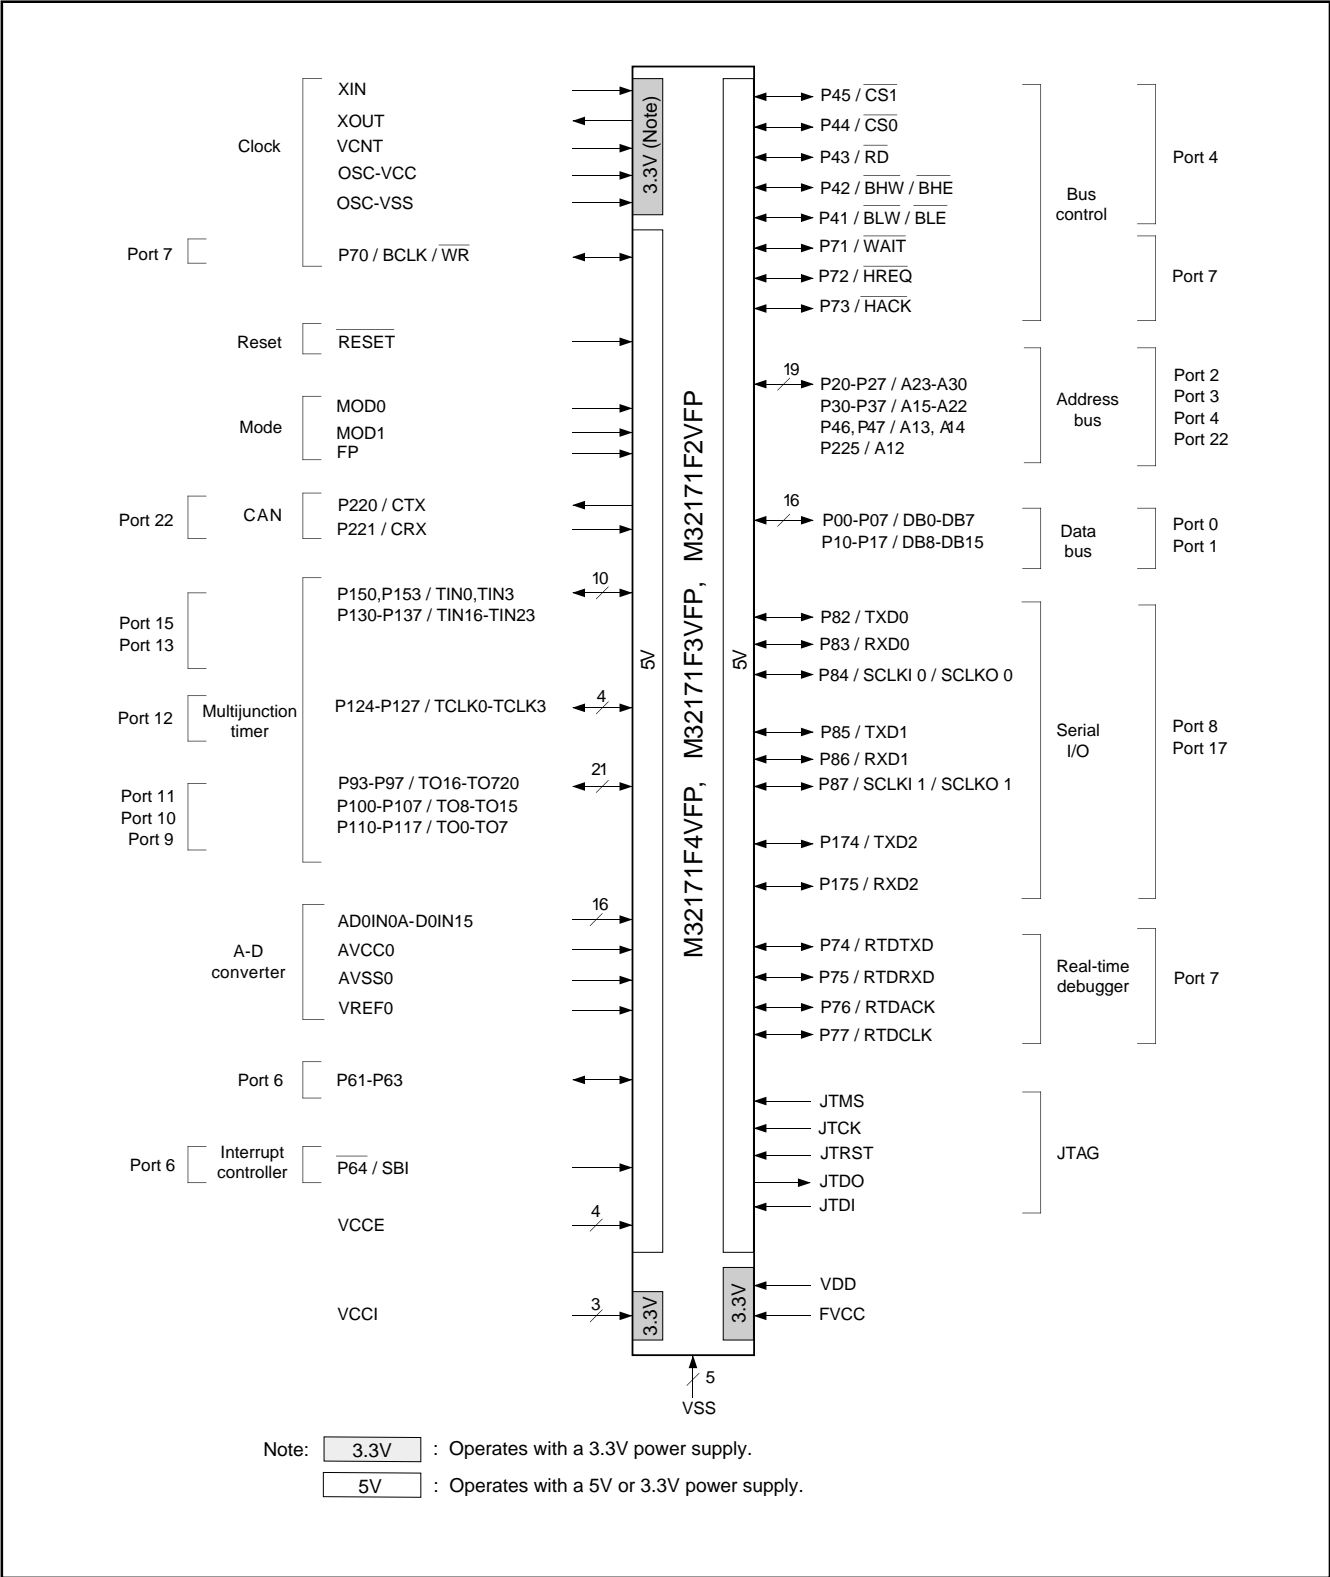 Clock
XIN
XOUT
VCNT
OSC-VCC
OSC-VSS
Port 7
P70 / BCLK / WR
Reset
RESET
Mode
MOD0
MOD1
FP
Port 22
CAN
P220 / CTX
P221 / CRX
Port 15
Port 13
P150,P153 / TIN0,TIN3
P130-P137 / TIN16-TIN23
10
Port 12
Multijunction
timer
P124-P127 / TCLK0-TCLK3
4
Port 11
Port 10
Port 9
P93-P97 / TO16-TO720
P100-P107 / TO8-TO15
P110-P117 / TO0-TO7
21
A-D
converter
AD0IN0A-D0IN15
16
AVCC0
AVSS0
VREF0
Port 6
P61-P63
Port 6
Interrupt
controller
P64 / SBI
VCCE
4
VCCI
3
3.3V (Note)
5V
3.3V
M32171F4VFP, M32171F3VFP, M32171F2VFP
5V
3.3V
P45 / CS1
P44 / CS0
P43 / RD
P42 / BHW / BHE
P41 / BLW / BLE
P71 / WAIT
P72 / HREQ
P73 / HACK
Bus
control
Port 4
Port 7
19
P20-P27 / A23-A30
P30-P37 / A15-A22
P46, P47 / A13, A14
P225 / A12
Address
bus
Port 2
Port 3
Port 4
Port 22
16
P00-P07 / DB0-DB7
P10-P17 / DB8-DB15
Data
bus
Port 0
Port 1
P82 / TXD0
P83 / RXD0
P84 / SCLKI 0 / SCLKO 0
P85 / TXD1
P86 / RXD1
P87 / SCLKI 1 / SCLKO 1
P174 / TXD2
P175 / RXD2
Serial
I/O
Port 8
Port 17
P74 / RTDTXD
P75 / RTDRXD
P76 / RTDACK
P77 / RTDCLK
Real-time
debugger
Port 7
JTMS
JTCK
JTRST
JTDO
JTDI
JTAG
VDD
FVCC
5
VSS
Note: 3.3V : Operates with a 3.3V power supply.
5V : Operates with a 5V or 3.3V power supply.